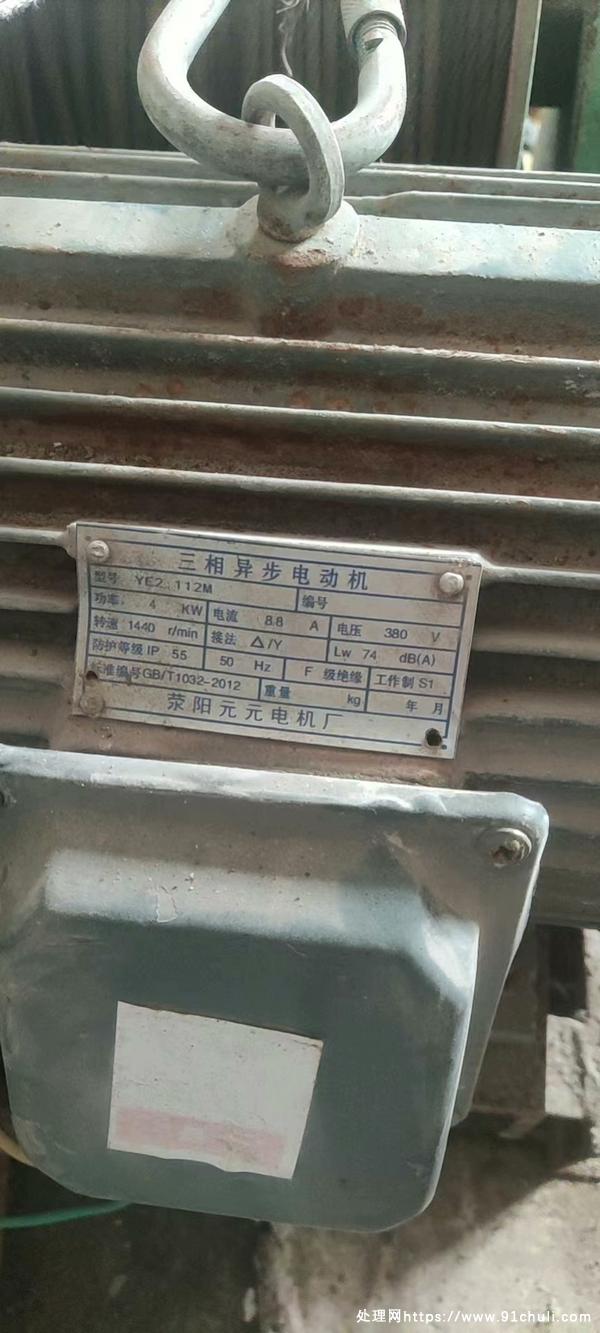 三相异步电动机
型号 YE2 112M 编号
功率: 4 KW 电流 8.8 A 电压 380 V
转速 1440 r/min 接法 △/Y Lw 74 dB(A)
防护等级 IP 55 50 Hz F 级绝缘 工作制 S1
标准编号GB/T1032-2012 重量 kg 年 月
荥阳元元电机厂
处理网https://www.91chuli.com